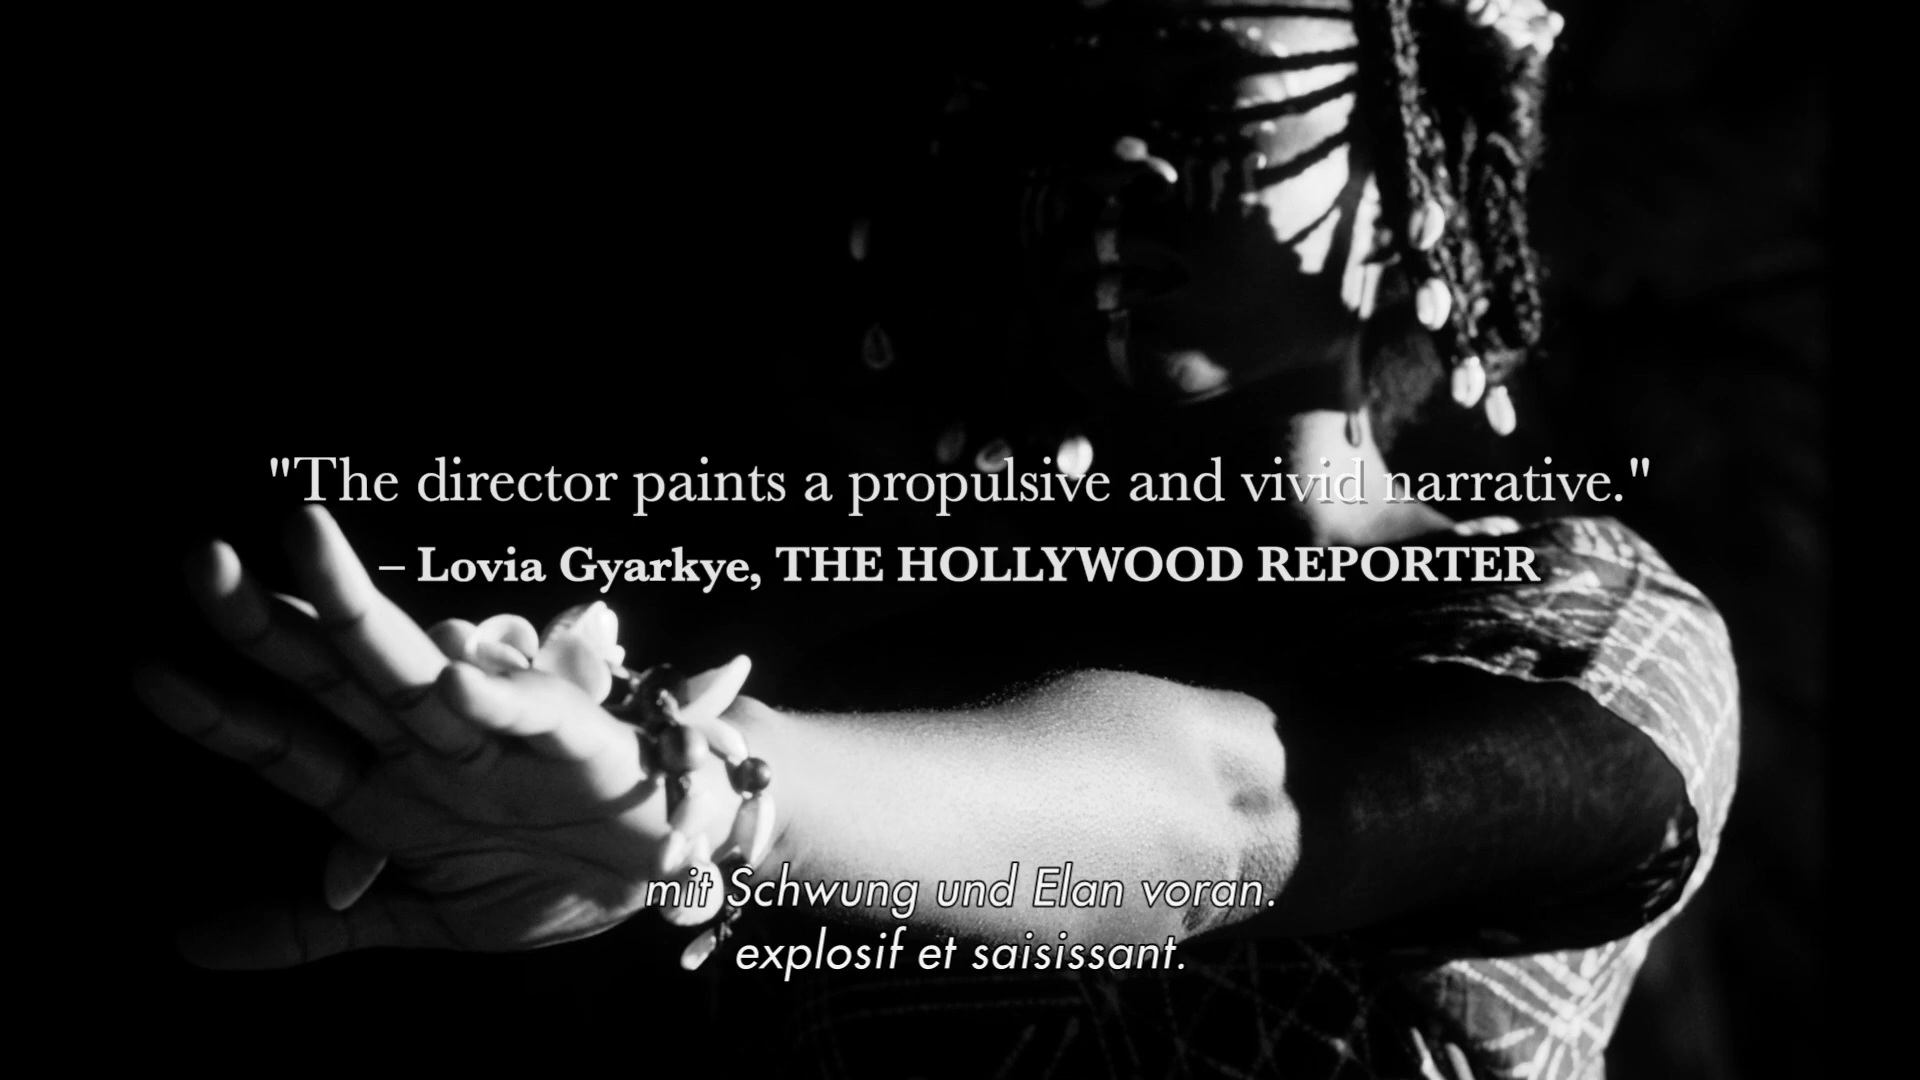 "The director paints a propulsive and vivid narrative."
– Lovia Gyarkye, THE HOLLYWOOD REPORTER
mit Schwung und Elan voran.
explosif et saisissant.